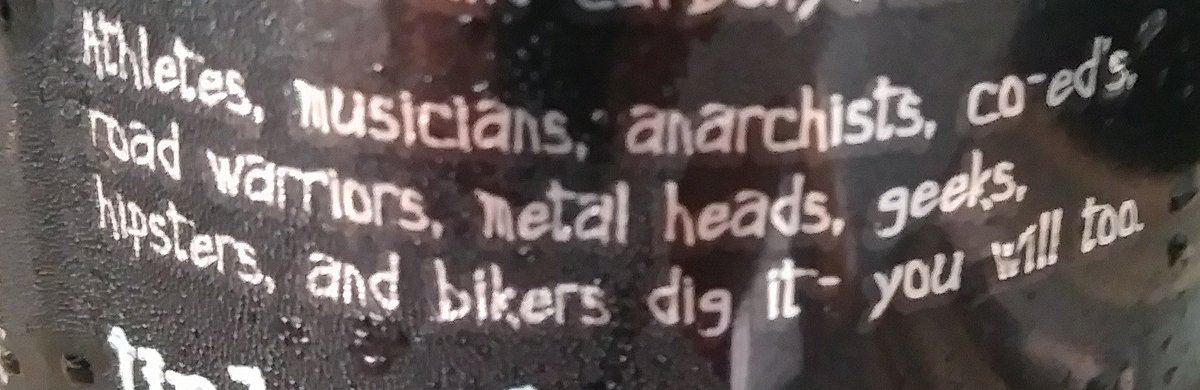 Athletes, musicians, anarchists, co-ed's,
road warriors, metal heads, geeks,
hipsters, and bikers dig it - you will too.